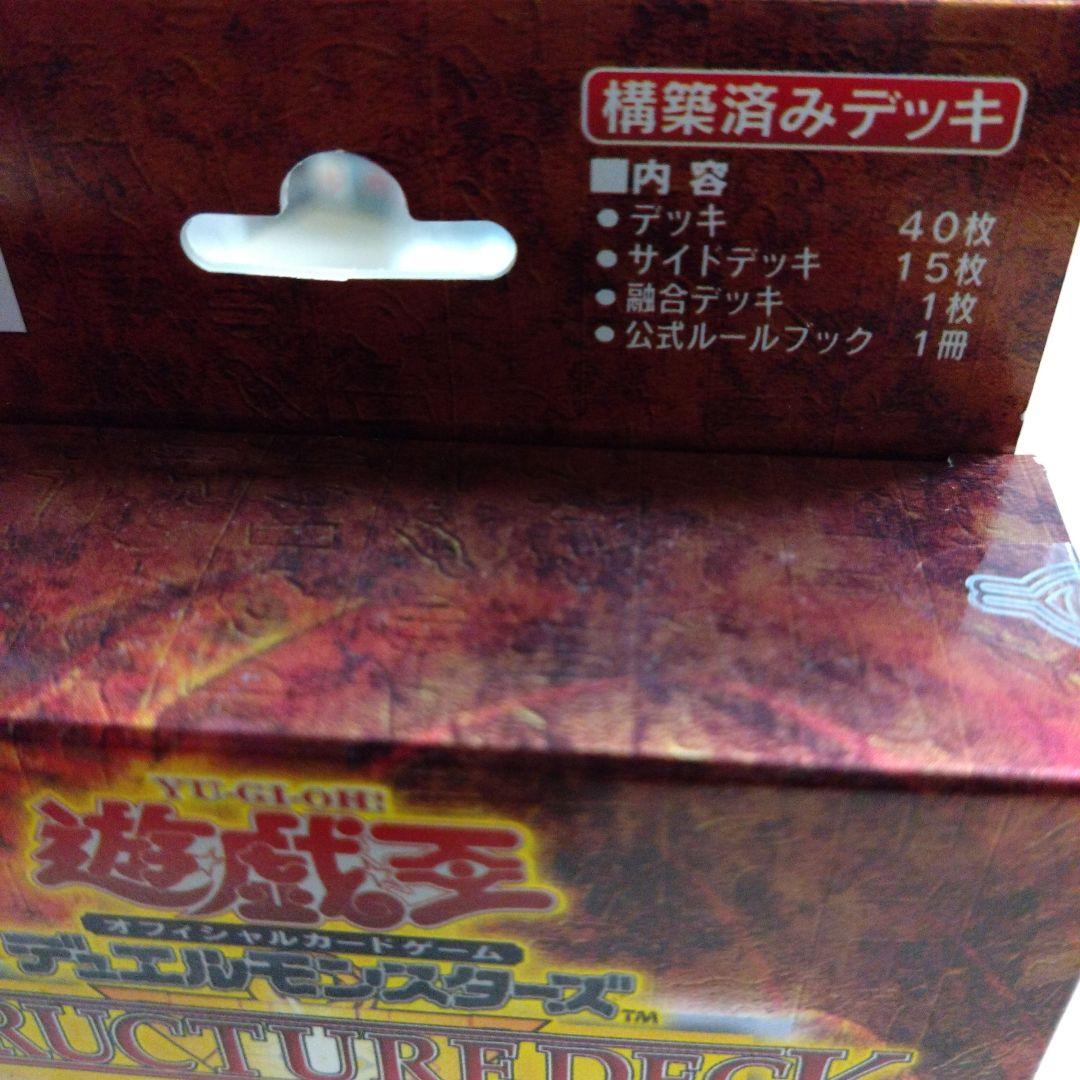 構築済みデッキ
■内 容
● デッキ 40枚
● サイドデッキ 15枚
● 融合デッキ 1枚
● 公式ルールブック 1冊
YU-GI-OH!
遊戯王
オフィシャルカードゲーム
デュエルモンスターズ™
RUCTURE DECK